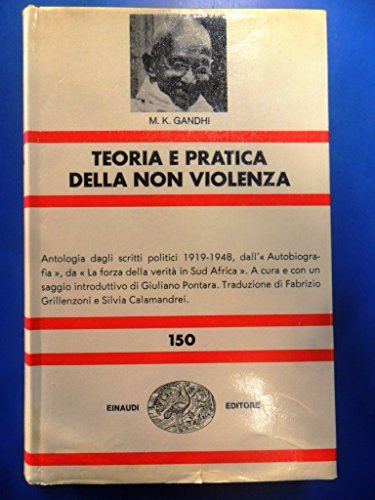 M. K. GANDHI
TEORIA E PRATICA
DELLA NON VIOLENZA
Antologia dagli scritti politici 1919-1948, dall'« Autobiogra-
fia », da « La forza della verità in Sud Africa ». A cura e con un
saggio introduttivo di Giuliano Pontara. Traduzione di Fabrizio
Grillenzoni e Silvia Calamandrei.
150
EINAUDI EDITORE